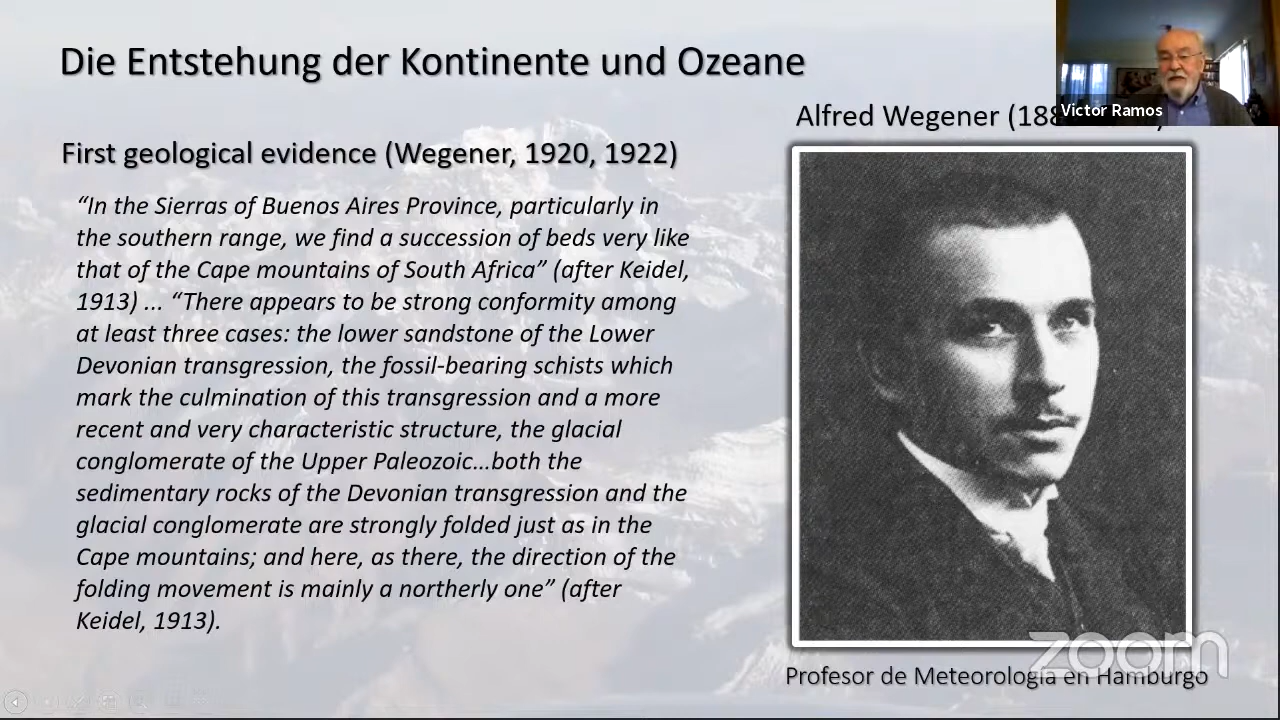 Die Entstehung der Kontinente und Ozeane
Victor Ramos
Alfred Wegener (188
First geological evidence (Wegener, 1920, 1922)
“In the Sierras of Buenos Aires Province, particularly in
the southern range, we find a succession of beds very like
that of the Cape mountains of South Africa” (after Keidel,
1913) ... “There appears to be strong conformity among
at least three cases: the lower sandstone of the Lower
Devonian transgression, the fossil-bearing schists which
mark the culmination of this transgression and a more
recent and very characteristic structure, the glacial
conglomerate of the Upper Paleozoic...both the
sedimentary rocks of the Devonian transgression and the
glacial conglomerate are strongly folded just as in the
Cape mountains; and here, as there, the direction of the
folding movement is mainly a northerly one” (after
Keidel, 1913).
zoom
Profesor de Meteorología en Hamburgo